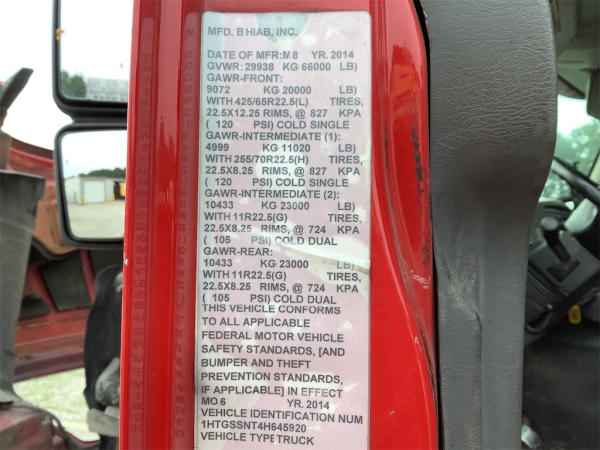 MFD. B HIAB, INC.
DATE OF MFR: M 8 YR. 2014
GVWR: 29938 KG 66000 LB)
GAWR-FRONT:
9072 KG 20000 LB)
WITH 425/65R22.5(L) TIRES,
22.5X12.25 RIMS, @ 827 KPA
( 120 PSI) COLD SINGLE
GAWR-INTERMEDIATE (1):
4999 KG 11020 LB)
WITH 255/70R22.5(H) TIRES,
22.5X8.25 RIMS, @ 827 KPA
( 120 PSI) COLD SINGLE
GAWR-INTERMEDIATE (2):
10433 KG 23000 LB)
WITH 11R22.5(G) TIRES,
22.5X8.25 RIMS, @ 724 KPA
( 105 PSI) COLD DUAL
GAWR-REAR:
10433 KG 23000 LB)
WITH 11R22.5(G) TIRES,
22.5X8.25 RIMS, @ 724 KPA
( 105 PSI) COLD DUAL
THIS VEHICLE CONFORMS
TO ALL APPLICABLE
FEDERAL MOTOR VEHICLE
SAFETY STANDARDS, [AND
BUMPER AND THEFT
PREVENTION STANDARDS,
IF APPLICABLE] IN EFFECT
MO 6 YR. 2014
VEHICLE IDENTIFICATION NUM
1HTGSSNT4H645920
VEHICLE TYPE TRUCK